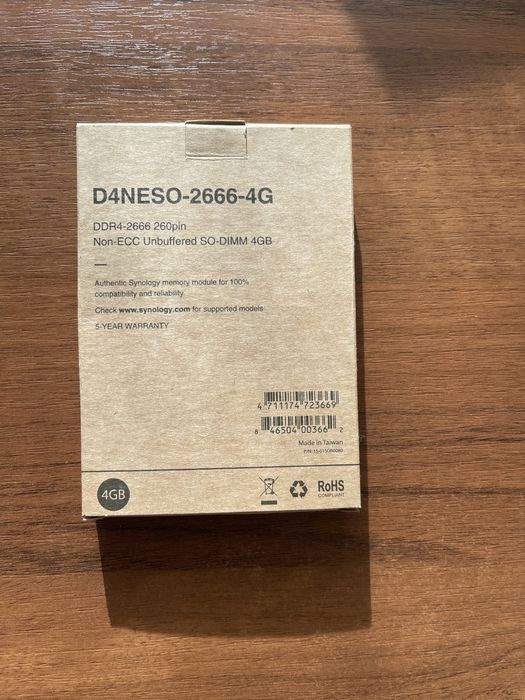 D4NESO-2666-4G
DDR4-2666 260pin
Non-ECC Unbuffered SO-DIMM 4GB
Authentic Synology memory module for 100%
compatibility and reliability
Check www.synology.com for supported models
5-YEAR WARRANTY
4 711174 723669
8 46504 00366 2
Made in Taiwan
4GB
RoHS
COMPLIANT